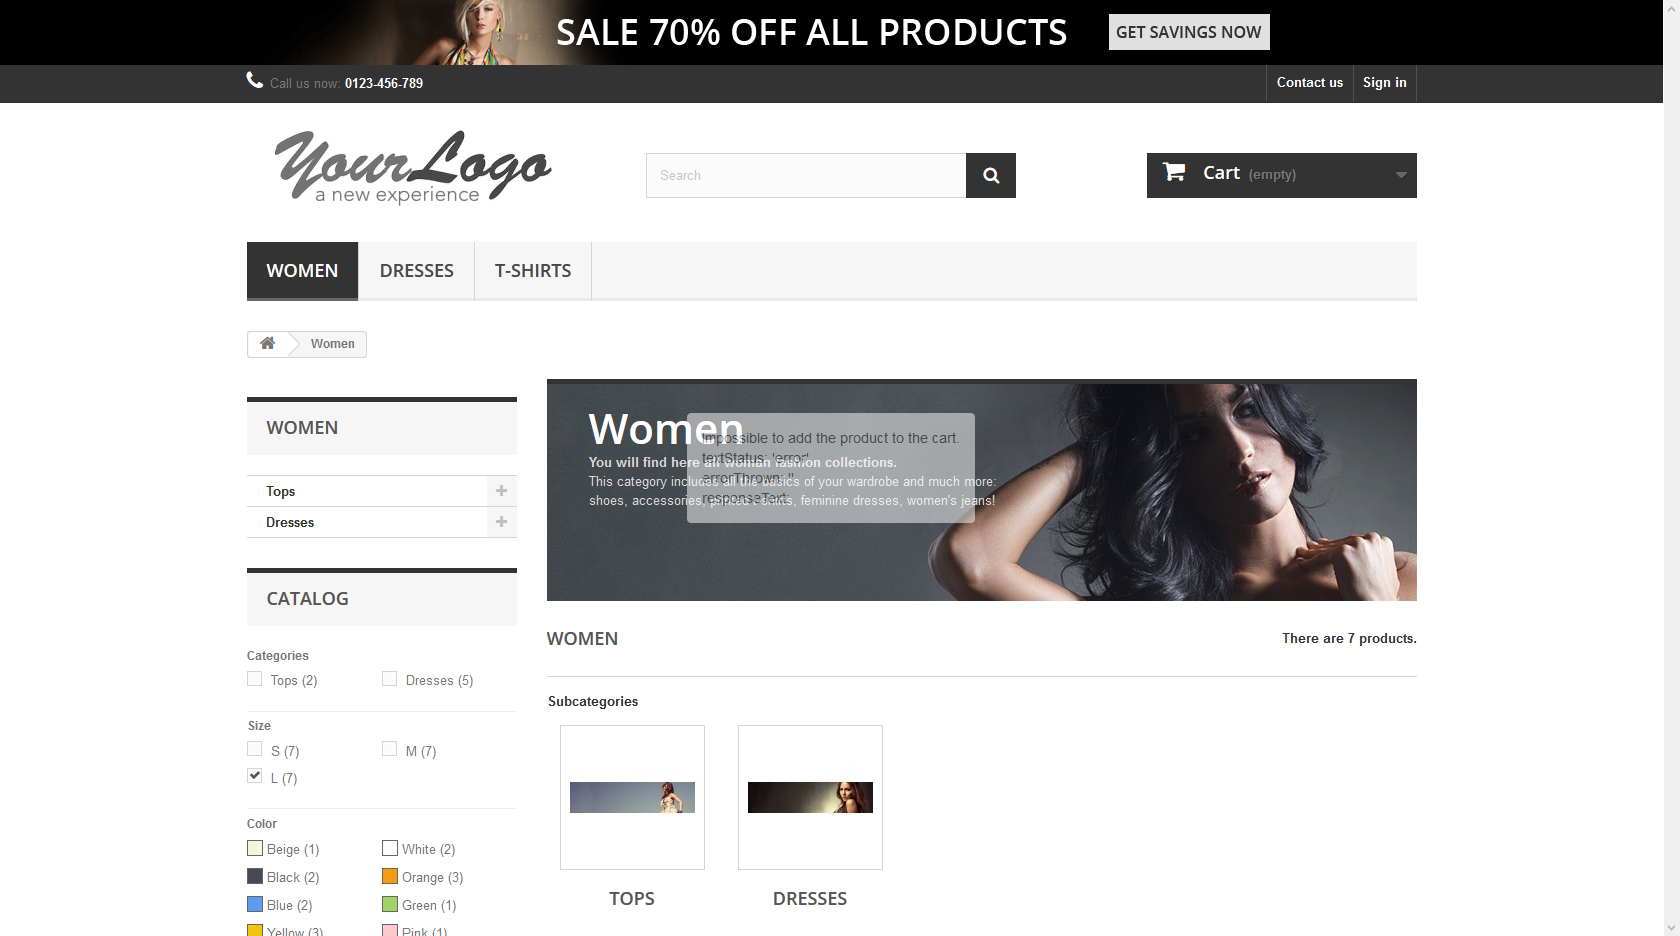 SALE 70% OFF ALL PRODUCTS
GET SAVINGS NOW
Call us now: 0123-456-789
Contact us
Sign in
YourLogo
a new experience
Search
Cart (empty)
WOMEN
DRESSES
T-SHIRTS
Women
WOMEN
Tops
Dresses
CATALOG
Categories
Tops (2)
Dresses (5)
Size
S (7)
M (7)
L (7)
Color
Beige (1)
White (2)
Black (2)
Orange (3)
Blue (2)
Green (1)
Yellow (3)
Pink (1)
Women
You will find here all woman fashion collections.
This category includes all the basics of your wardrobe and much more:
shoes, accessories, printed t-shirts, feminine dresses, women's jeans!
Impossible to add the product to the cart.
textStatus: 'error'
errorThrown: ''
responseText:
WOMEN
There are 7 products.
Subcategories
TOPS
DRESSES